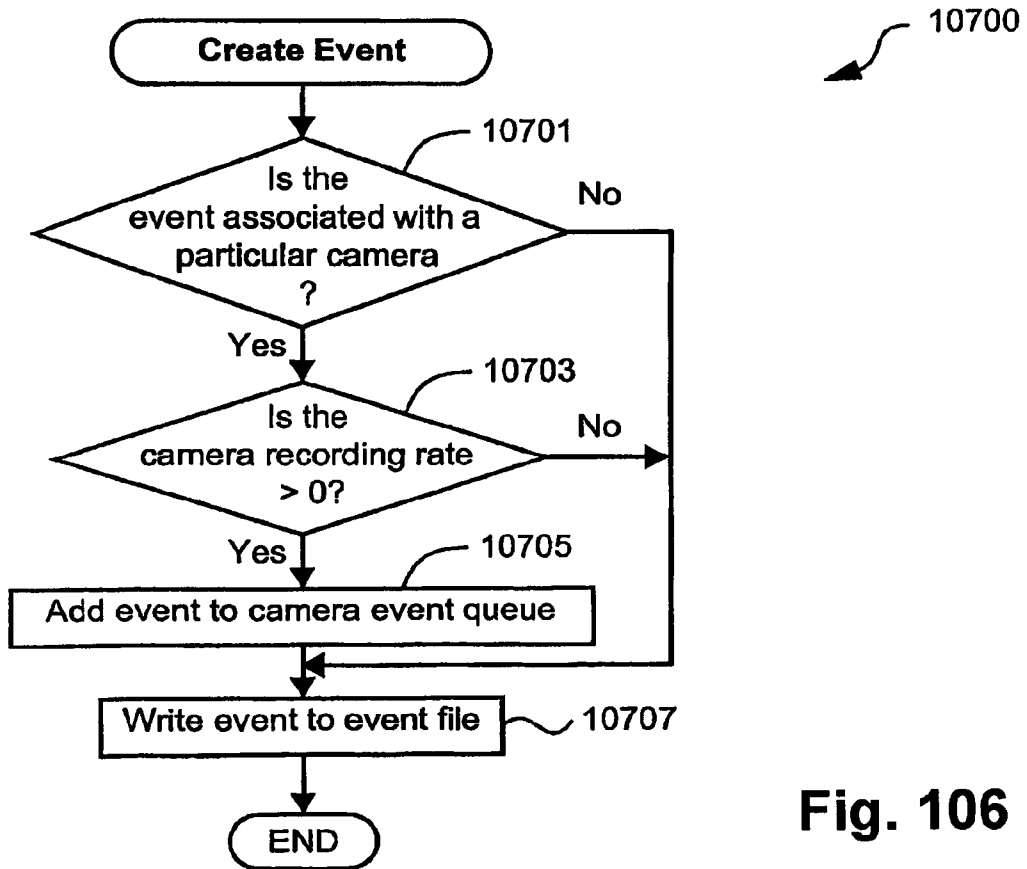 10700
Create Event
10701
Is the
event associated with a
particular camera
?
No
Yes
10703
Is the
camera recording rate
> 0?
No
Yes
10705
Add event to camera event queue
Write event to event file
10707
END
Fig. 106